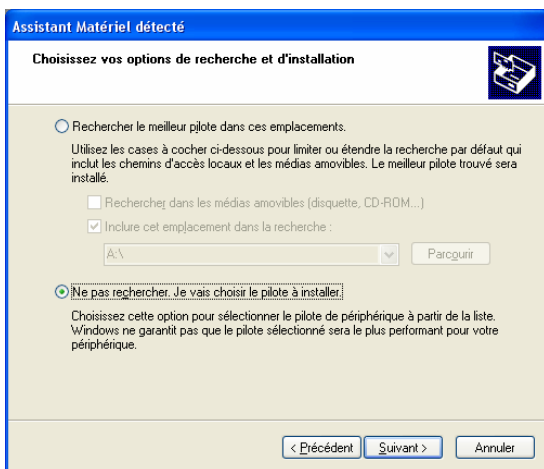 Assistant Matériel détecté
Choisissez vos options de recherche et d'installation
Rechercher le meilleur pilote dans ces emplacements.
Utilisez les cases à cocher ci-dessous pour limiter ou étendre la recherche par défaut qui
inclut les chemins d'accès locaux et les médias amovibles. Le meilleur pilote trouvé sera
installé.
Rechercher dans les médias amovibles (disquette, CD-ROM...)
Inclure cet emplacement dans la recherche :
A:\
Parcourir
Ne pas rechercher. Je vais choisir le pilote à installer.
Choisissez cette option pour sélectionner le pilote de périphérique à partir de la liste.
Windows ne garantit pas que le pilote sélectionné sera le plus performant pour votre
périphérique.
< Précédent Suivant > Annuler